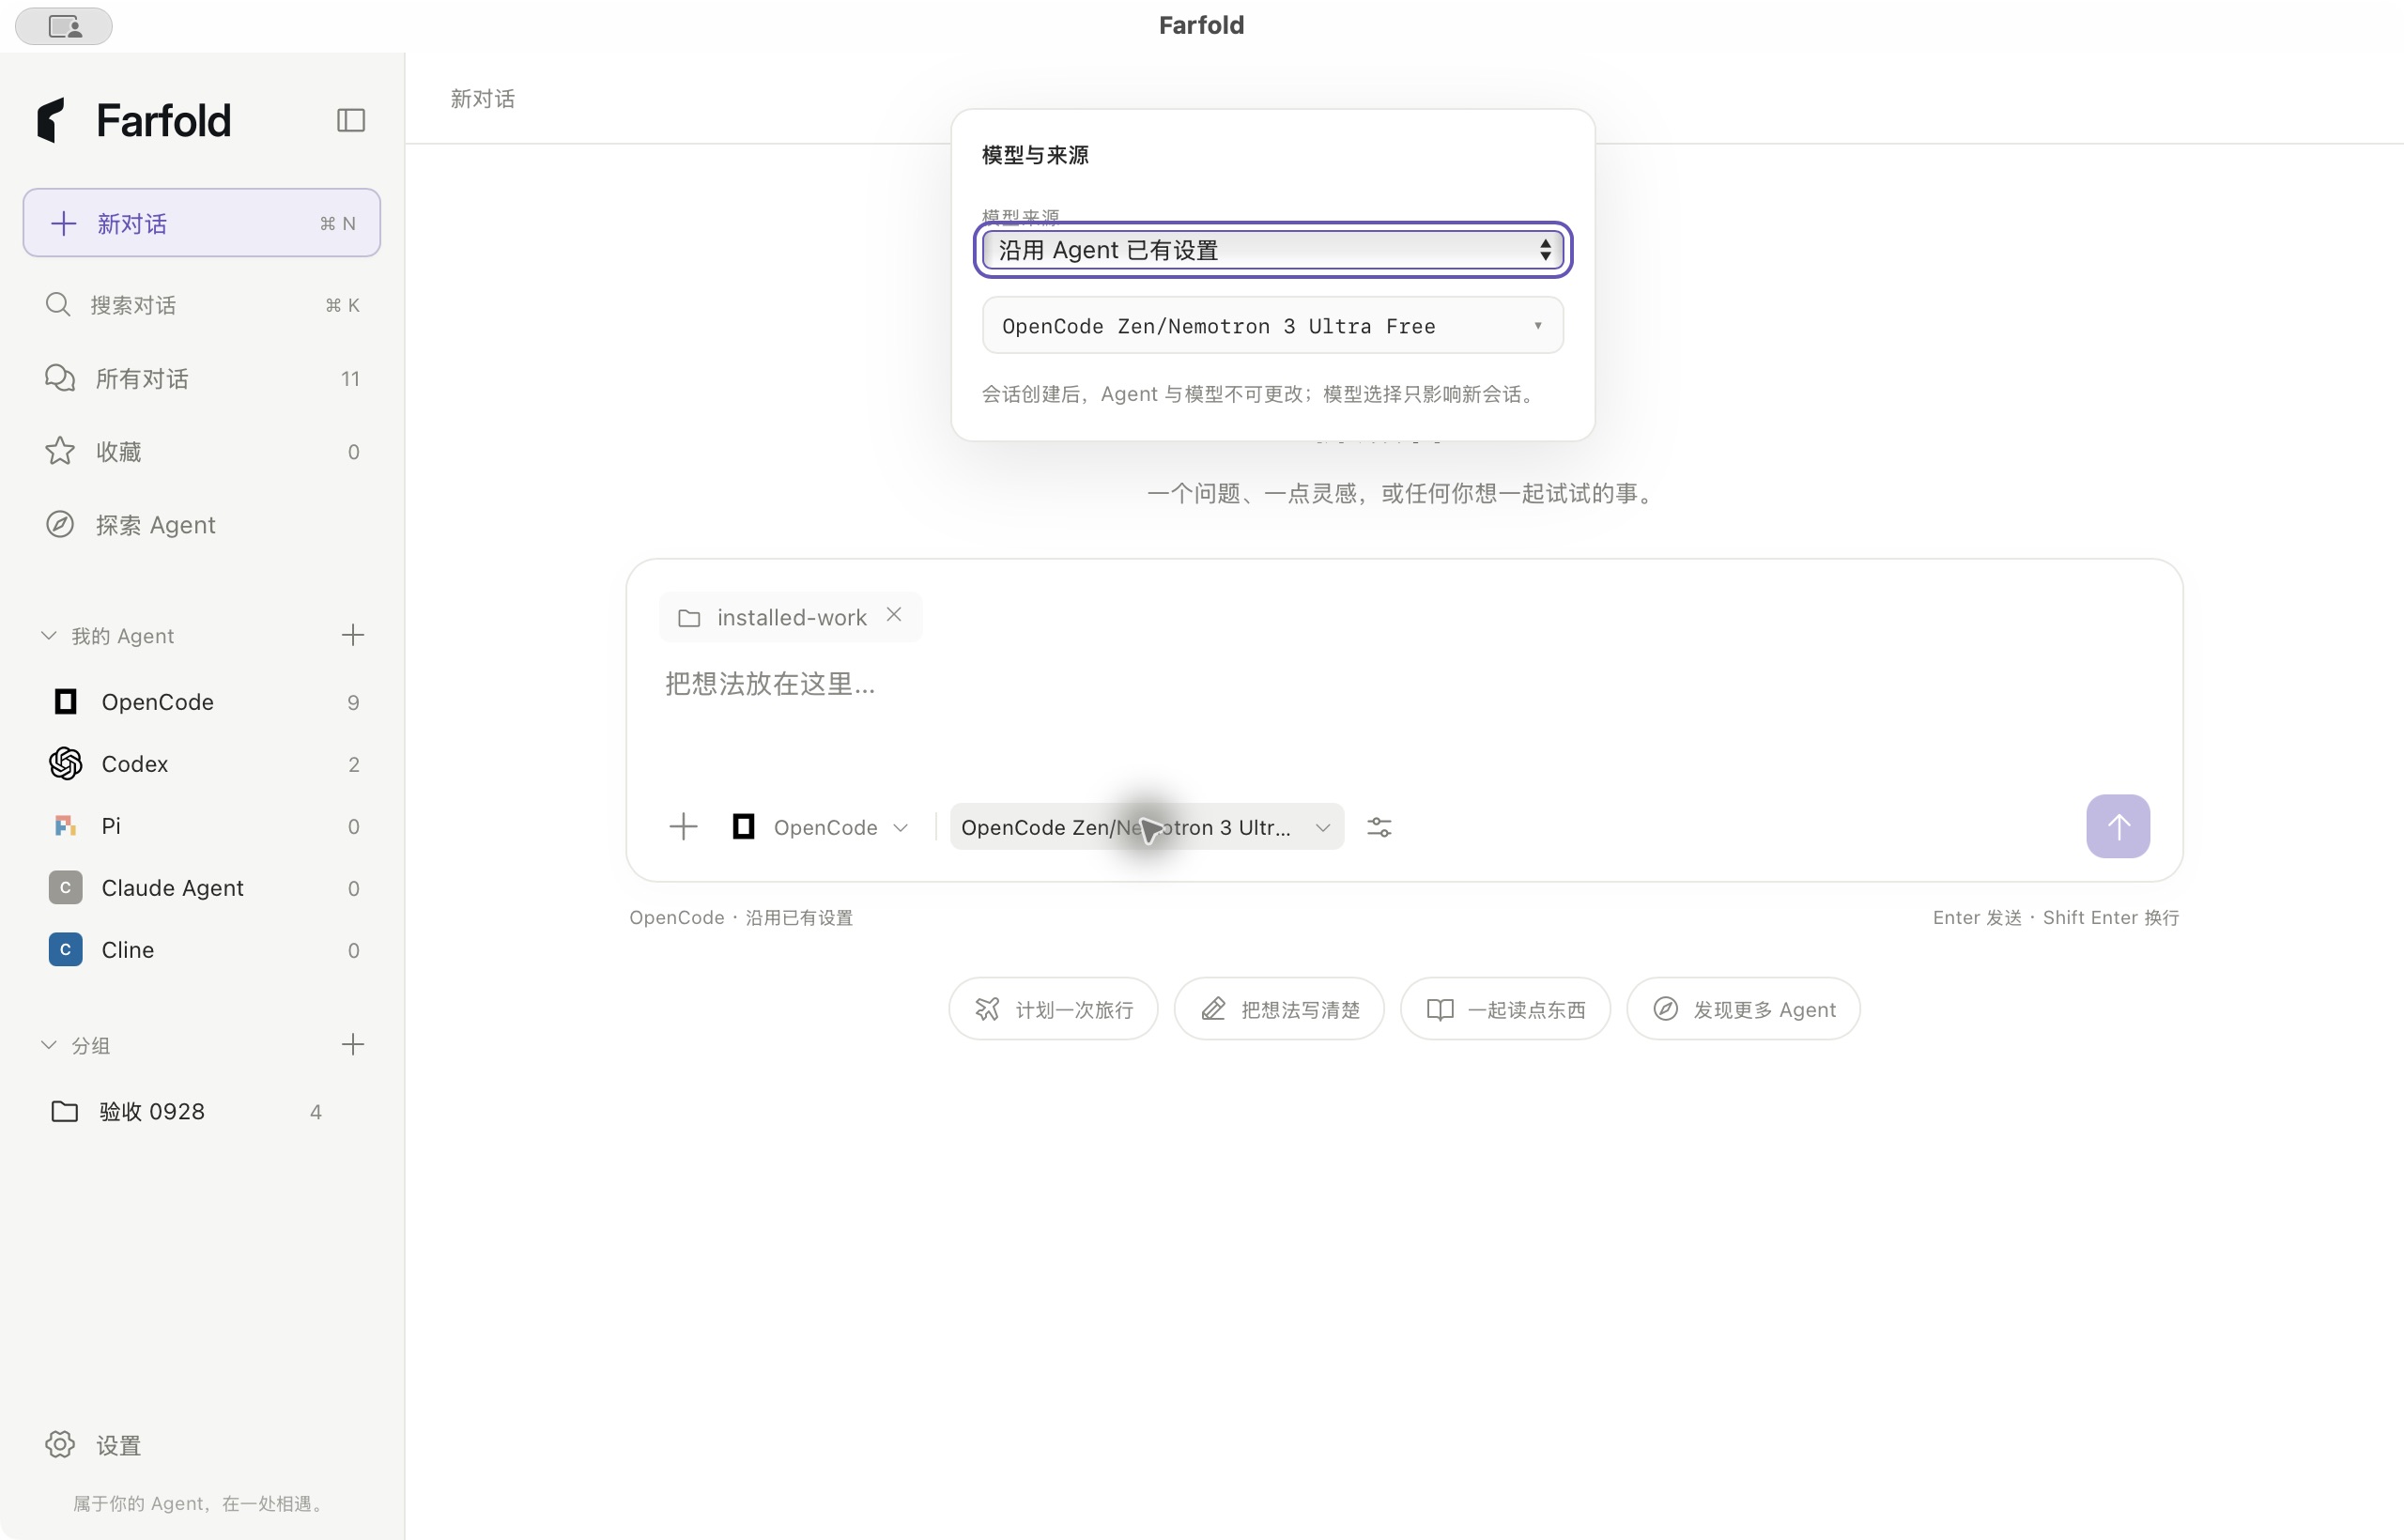 Farfold
Farfold
新对话 ⌘ N
搜索对话 ⌘ K
所有对话 11
收藏 0
探索 Agent
我的 Agent
OpenCode 9
Codex 2
Pi 0
C Claude Agent 0
C Cline 0
分组
验收 0928 4
设置
属于你的 Agent，在一处相遇。
新对话
模型与来源
模型来源
沿用 Agent 已有设置
OpenCode Zen/Nemotron 3 Ultra Free
会话创建后，Agent 与模型不可更改；模型选择只影响新会话。
一个问题、一点灵感，或任何你想一起试试的事。
installed-work
把想法放在这里...
OpenCode
OpenCode Zen/Nemotron 3 Ultr...
OpenCode · 沿用已有设置
Enter 发送 · Shift Enter 换行
计划一次旅行
把想法写清楚
一起读点东西
发现更多 Agent